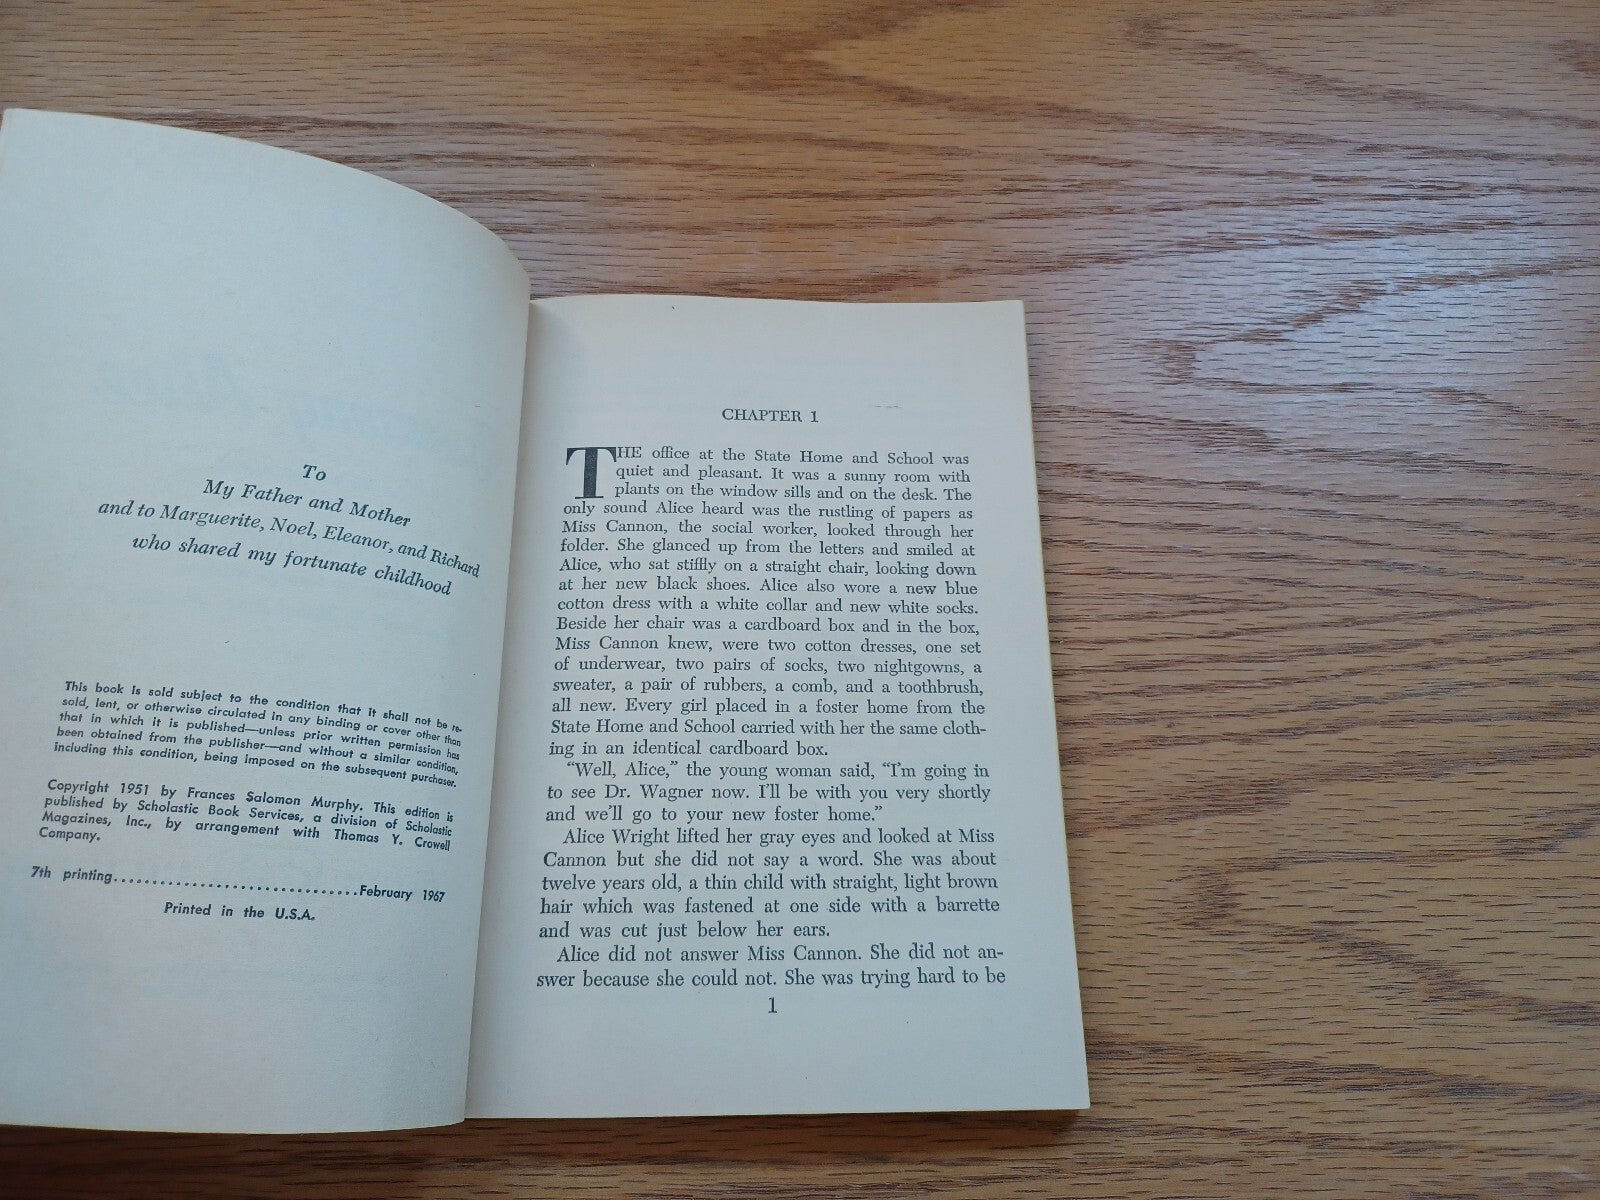 To
My Father and Mother
and to Marguerite, Noel, Eleanor, and Richard
who shared my fortunate childhood
This book is sold subject to the condition that it shall not be re-
sold, lent, or otherwise circulated in any binding or cover other than
that in which it is published—unless prior written permission has
been obtained from the publisher—and without a similar condition,
including this condition, being imposed on the subsequent purchaser.
Copyright 1951 by Frances Salomon Murphy. This edition is
published by Scholastic Book Services, a division of Scholastic
Magazines, Inc., by arrangement with Thomas Y. Crowell
Company.
7th printing................................February 1967
Printed in the U.S.A.
CHAPTER 1
THE office at the State Home and School was
quiet and pleasant. It was a sunny room with
plants on the window sills and on the desk. The
only sound Alice heard was the rustling of papers as
Miss Cannon, the social worker, looked through her
folder. She glanced up from the letters and smiled at
Alice, who sat stiffly on a straight chair, looking down
at her new black shoes. Alice also wore a new blue
cotton dress with a white collar and new white socks.
Beside her chair was a cardboard box and in the box,
Miss Cannon knew, were two cotton dresses, one set
of underwear, two pairs of socks, two nightgowns, a
sweater, a pair of rubbers, a comb, and a toothbrush,
all new. Every girl placed in a foster home from the
State Home and School carried with her the same cloth-
ing in an identical cardboard box.
“Well, Alice,” the young woman said, “I’m going in
to see Dr. Wagner now. I’ll be with you very shortly
and we’ll go to your new foster home.”
Alice Wright lifted her gray eyes and looked at Miss
Cannon but she did not say a word. She was about
twelve years old, a thin child with straight, light brown
hair which was fastened at one side with a barrette
and was cut just below her ears.
Alice did not answer Miss Cannon. She did not an-
swer because she could not. She was trying hard to be
1